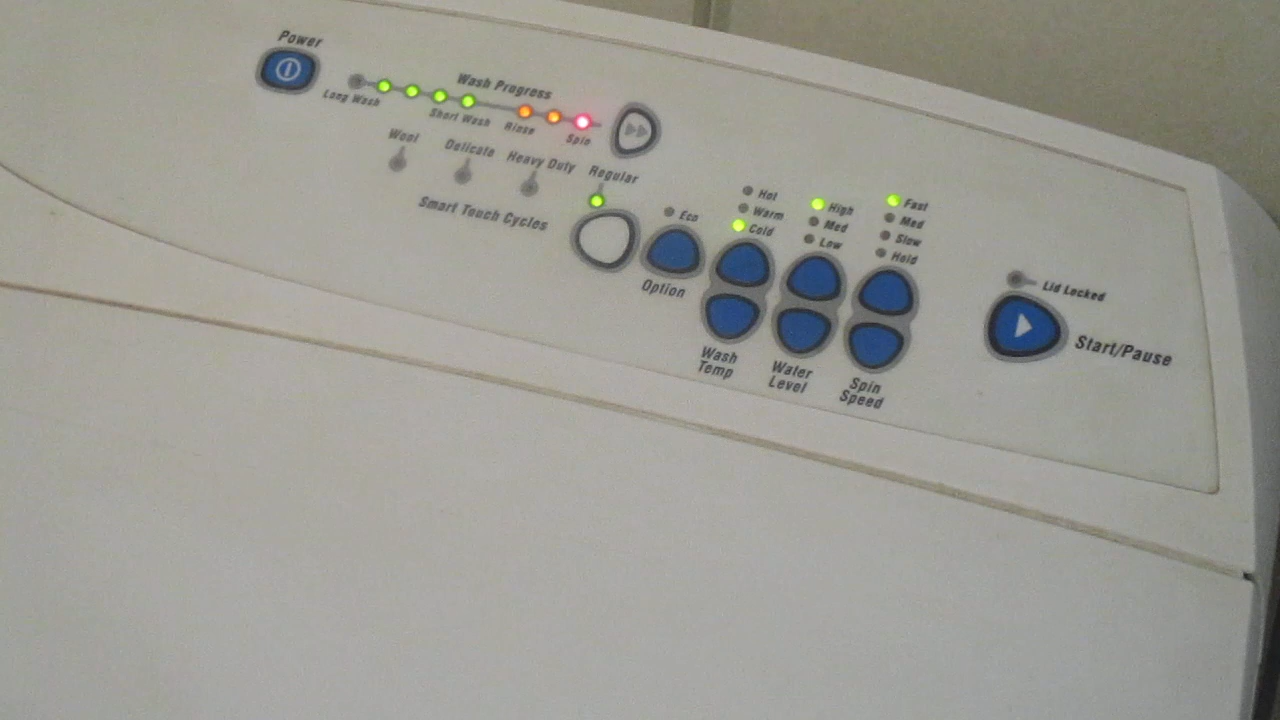 Power
Wash Progress
Long Wash
Short Wash
Rinse
Spin
Wool
Delicate
Heavy Duty
Regular
Smart Touch Cycles
Eco
Option
Hot
Warm
Cold
Wash
Temp
High
Med
Low
Water
Level
Fast
Med
Slow
Hold
Spin
Speed
Lid Locked
Start/Pause